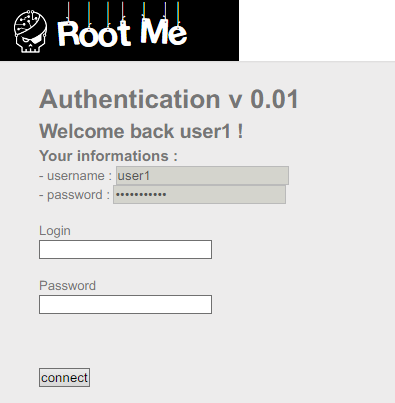 Root Me
Authentication v 0.01
Welcome back user1 !
Your informations :
- username : user1
- password : •••••••••••
Login
Password
connect